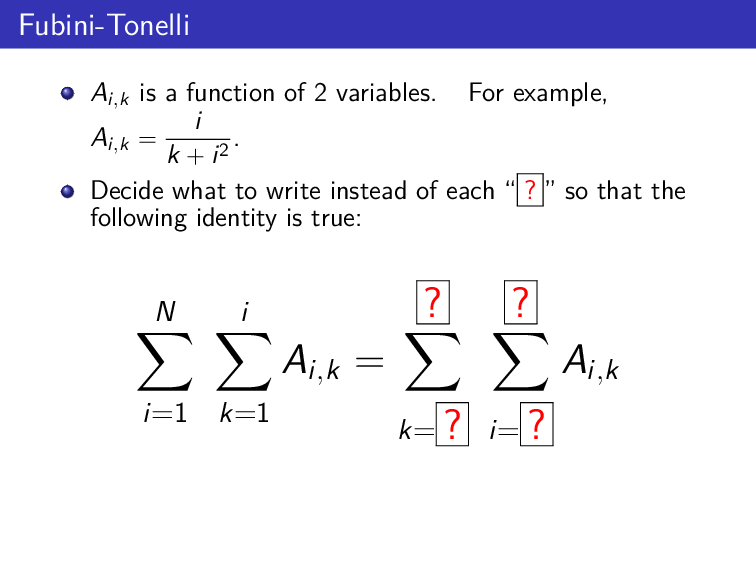 Fubini-Tonelli
A_{i,k} is a function of 2 variables. For example,
A_{i,k} = \frac{i}{k + i^2}.
Decide what to write instead of each “?” so that the
following identity is true:
\sum_{i=1}^{N} \sum_{k=1}^{i} A_{i,k} = \sum_{k=?}^{?} \sum_{i=?}^{?} A_{i,k}